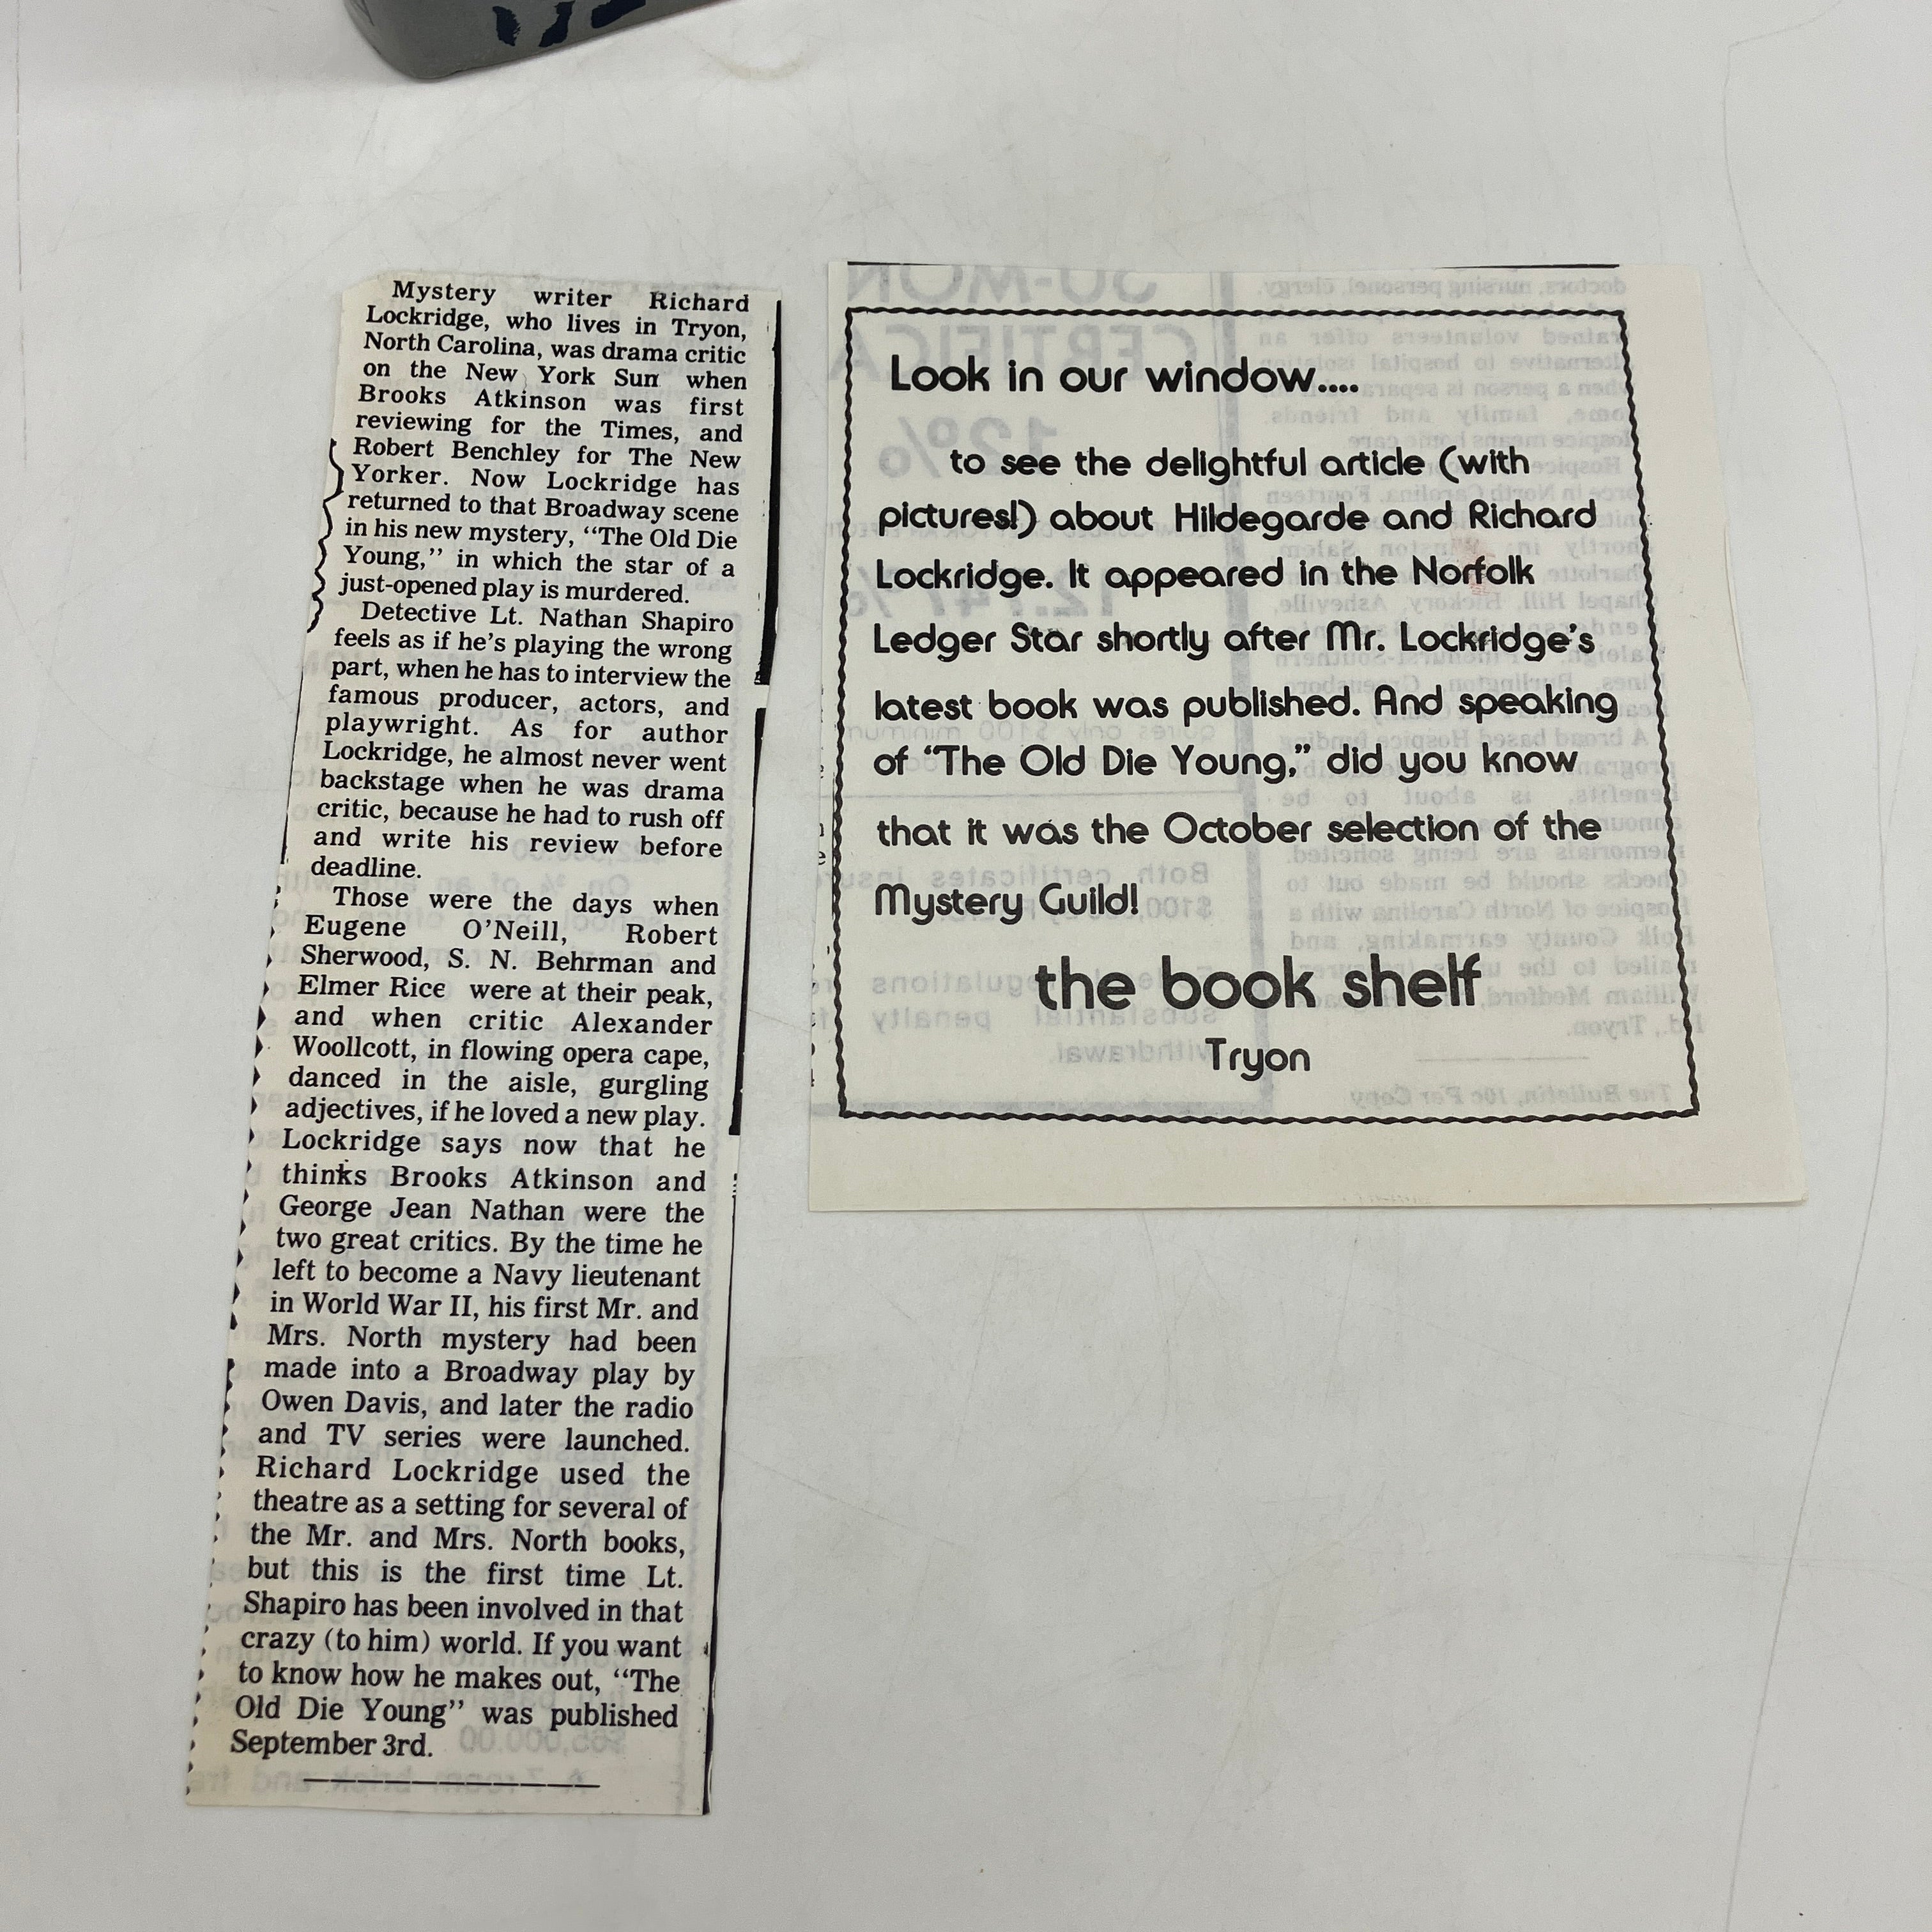 Mystery writer Richard
Lockridge, who lives in Tryon,
North Carolina, was drama critic
on the New York Sun when
Brooks Atkinson was first
reviewing for the Times, and
Robert Benchley for The New
Yorker. Now Lockridge has
returned to that Broadway scene
in his new mystery, "The Old Die
Young," in which the star of a
just-opened play is murdered.
Detective Lt. Nathan Shapiro
feels as if he's playing the wrong
part, when he has to interview the
famous producer, actors, and
playwright. As for author
Lockridge, he almost never went
backstage when he was drama
critic, because he had to rush off
and write his review before
deadline.
Those were the days when
Eugene O'Neill, Robert
Sherwood, S. N. Behrman and
Elmer Rice were at their peak,
and when critic Alexander
Woollcott, in flowing opera cape,
danced in the aisle, gurgling
adjectives, if he loved a new play.
Lockridge says now that he
thinks Brooks Atkinson and
George Jean Nathan were the
two great critics. By the time he
left to become a Navy lieutenant
in World War II, his first Mr. and
Mrs. North mystery had been
made into a Broadway play by
Owen Davis, and later the radio
and TV series were launched.
Richard Lockridge used the
theatre as a setting for several of
the Mr. and Mrs. North books,
but this is the first time Lt.
Shapiro has been involved in that
crazy (to him) world. If you want
to know how he makes out, "The
Old Die Young" was published
September 3rd.
Look in our window....
to see the delightful article (with
pictures!) about Hildegarde and Richard
Lockridge. It appeared in the Norfolk
Ledger Star shortly after Mr. Lockridge's
latest book was published. And speaking
of "The Old Die Young," did you know
that it was the October selection of the
Mystery Guild!
the book shelf
Tryon